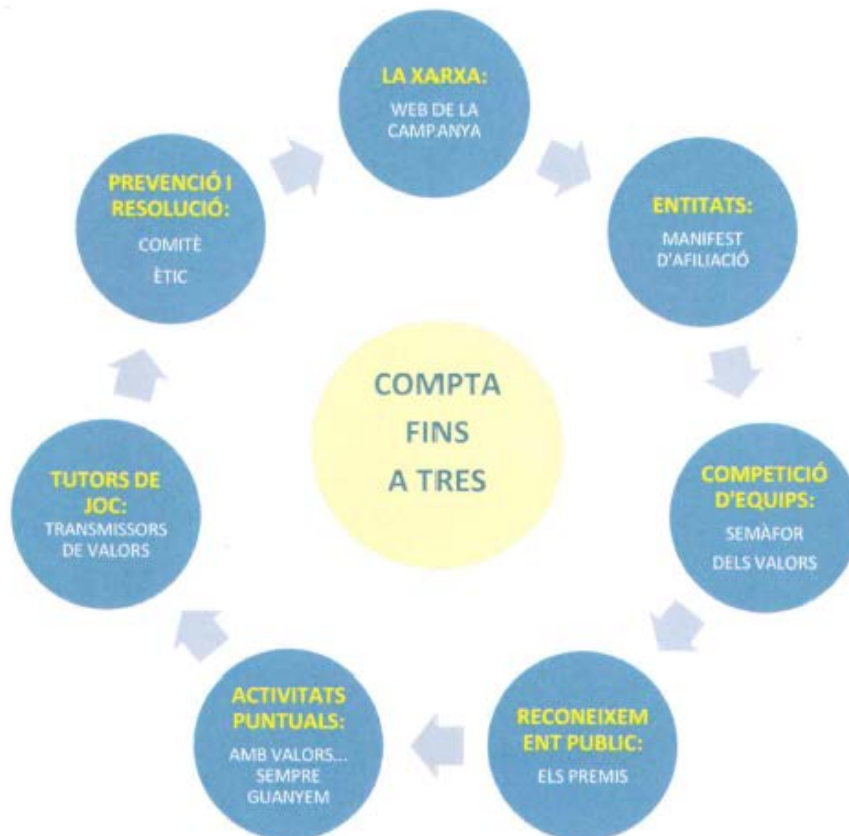 LA XARXA:
WEB DE LA
CAMPANYA
ENTITATS:
MANIFEST
D'AFILIACIÓ
COMPETICIÓ
D'EQUIPS:
SEMÀFOR
DELS VALORS
RECONEIXEM
ENT PUBLIC:
ELS PREMIS
ACTIVITATS
PUNTUALS:
AMB VALORS...
SEMPRE
GUANYEM
TUTORS DE
JOC:
TRANSMISSORS
DE VALORS
PREVENCIÓ I
RESOLUCIÓ:
COMITÈ
ÈTIC
COMPTA
FINS
A TRES